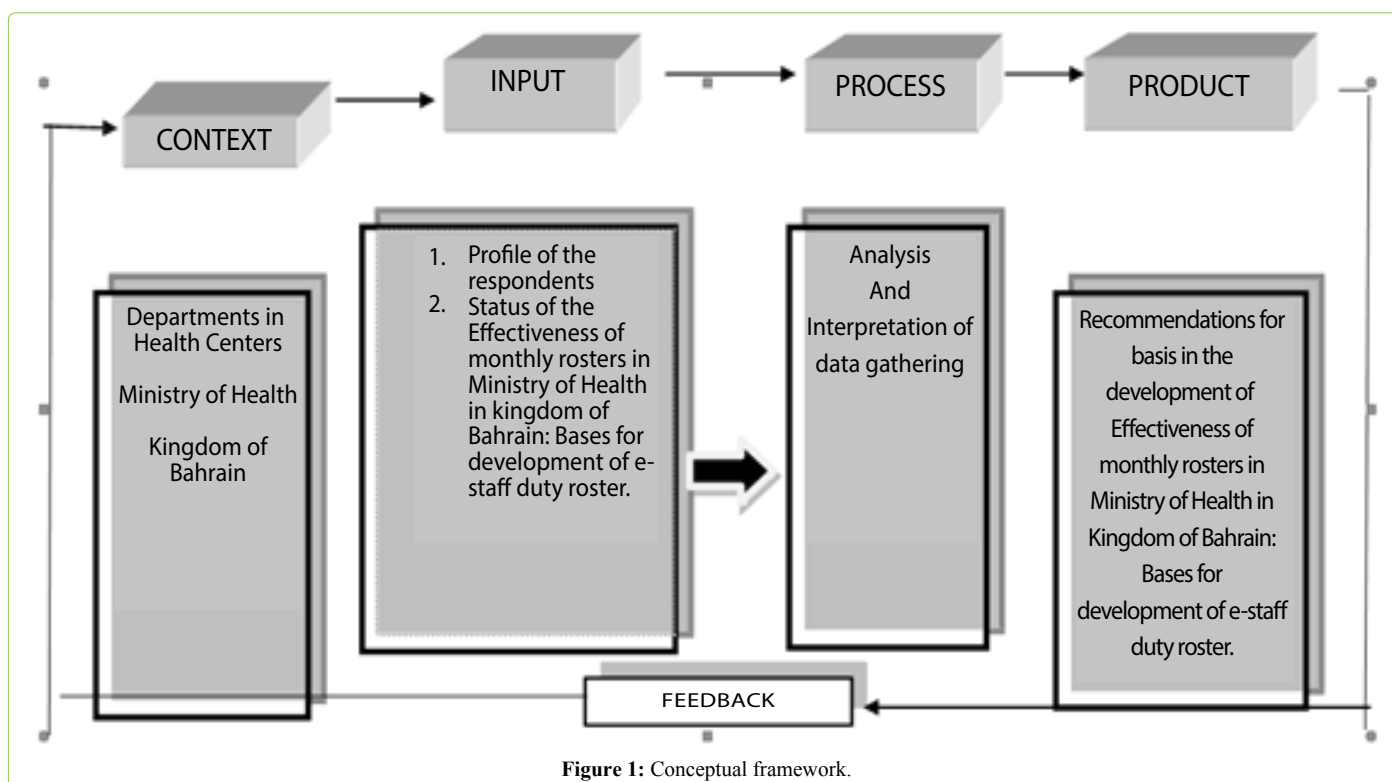 CONTEXT
INPUT
PROCESS
PRODUCT
Departments in
Health Centers
Ministry of Health
Kingdom of
Bahrain
1. Profile of the
respondents
2. Status of the
Effectiveness of
monthly rosters in
Ministry of Health
in kingdom of
Bahrain: Bases for
development of e-
staff duty roster.
Analysis
And
Interpretation of
data gathering
Recommendations for
basis in the
development of
Effectiveness of
monthly rosters in
Ministry of Health in
Kingdom of Bahrain:
Bases for
development of e-staff
duty roster.
FEEDBACK
Figure 1: Conceptual framework.